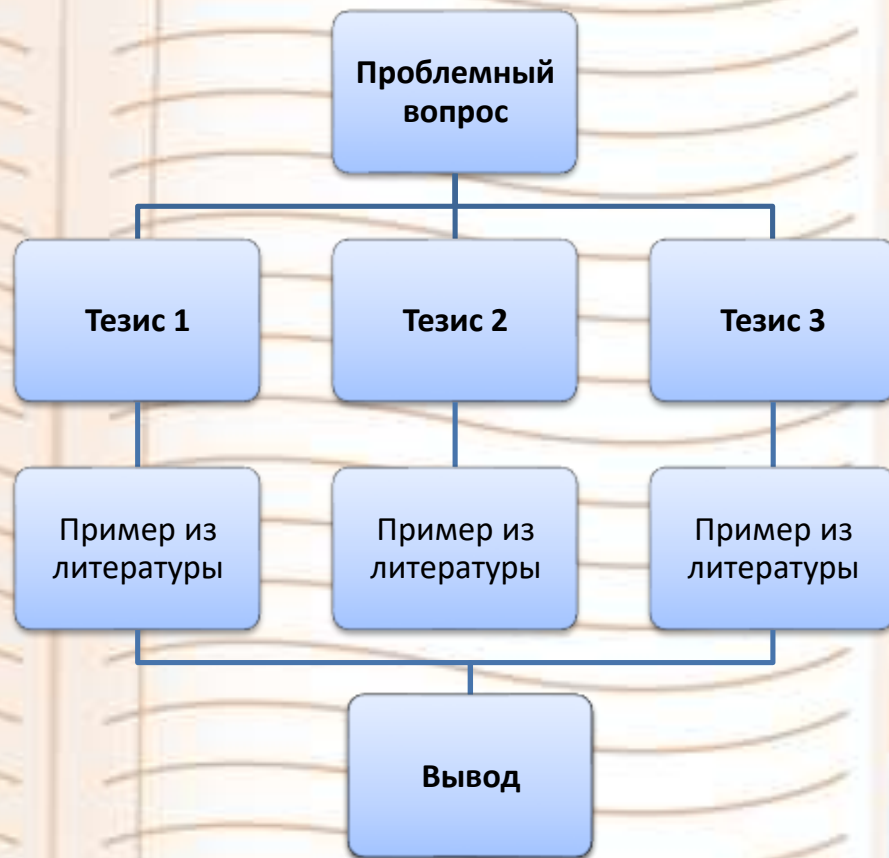 Проблемный
вопрос
Тезис 1
Тезис 2
Тезис 3
Пример из
литературы
Пример из
литературы
Пример из
литературы
Вывод